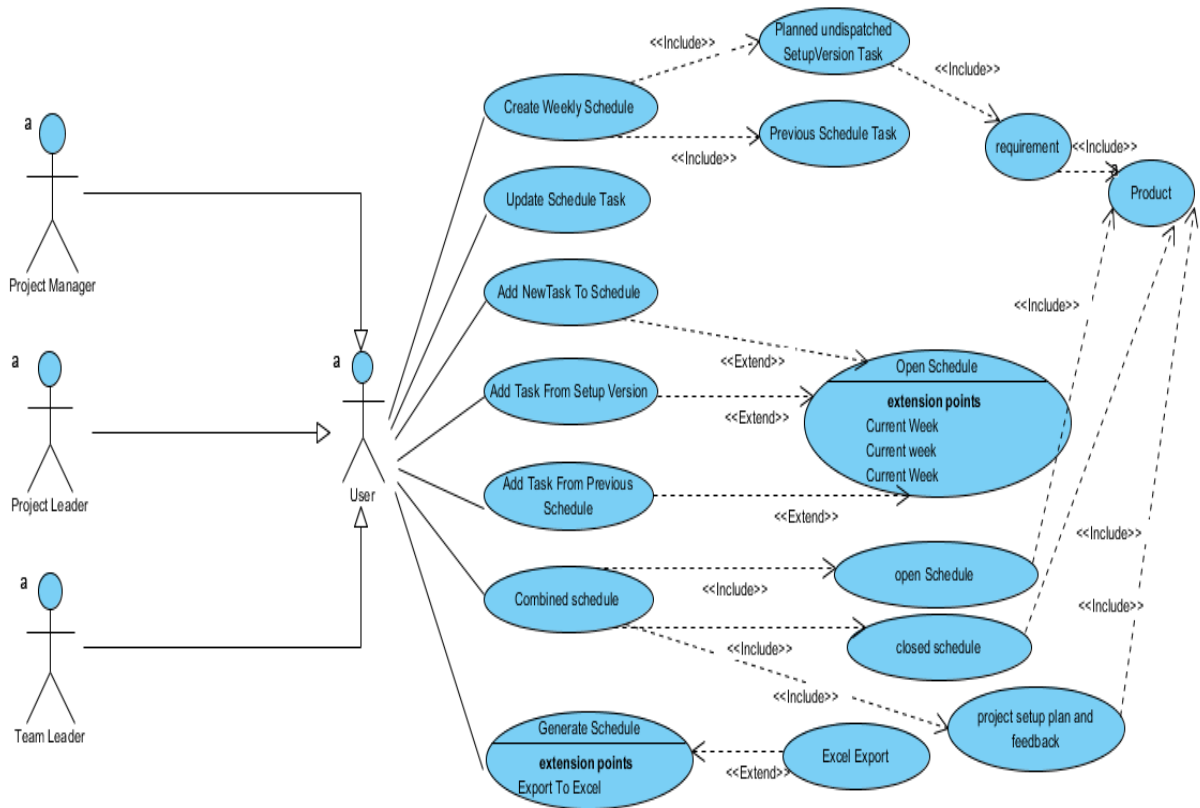 a
Project Manager
a
Project Leader
a
Team Leader
a
User
Create Weekly Schedule
<<Include>>
Planned undispatched
SetupVersion Task
<<Include>>
requirement
<<Include>>
a
Product
<<Include>>
Previous Schedule Task
Update Schedule Task
Add NewTask To Schedule
<<Extend>>
Add Task From Setup Version
<<Extend>>
Add Task From Previous
Schedule
<<Extend>>
Open Schedule
extension points
Current Week
Current week
Current Week
<<Include>>
Combined schedule
<<Include>>
open Schedule
<<Include>>
closed schedule
<<Include>>
<<Include>>
project setup plan and
feedback
<<Include>>
Generate Schedule
extension points
Export To Excel
<<Extend>>
Excel Export